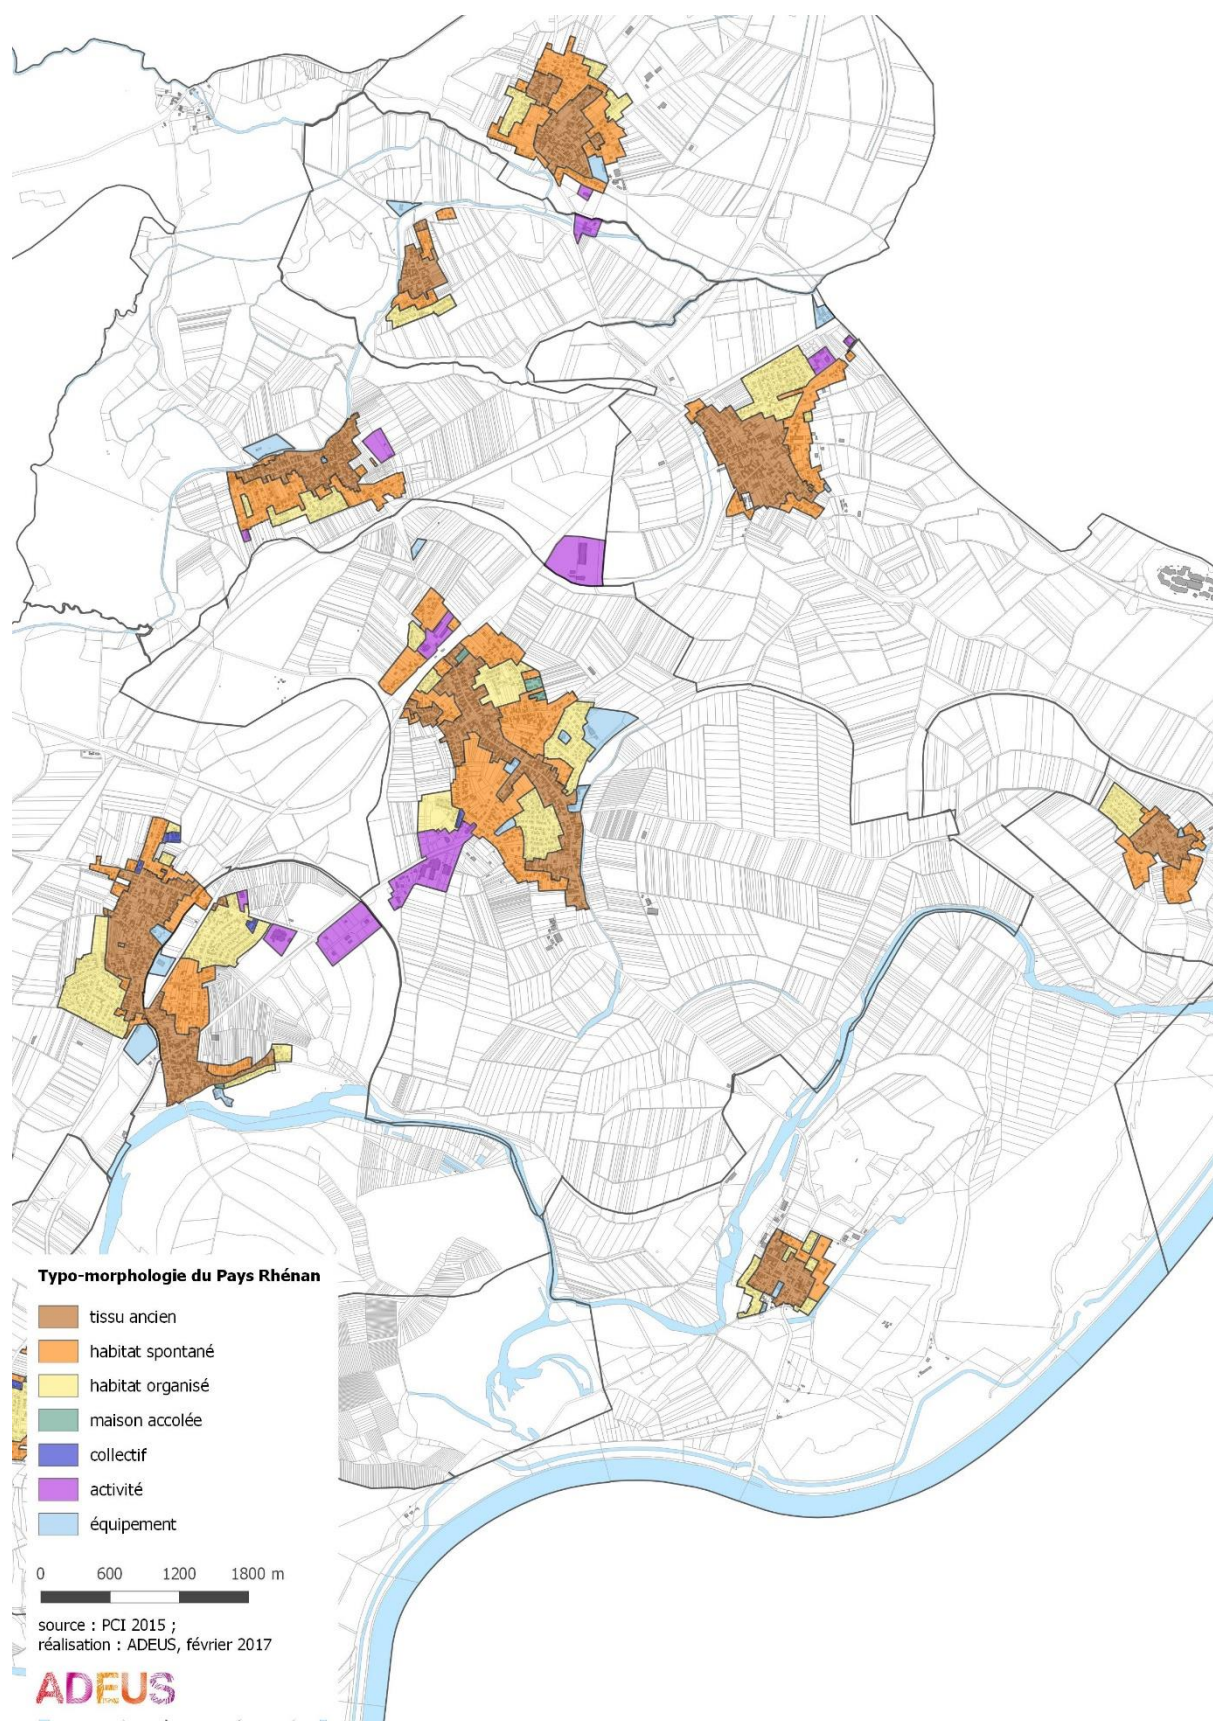 Typo-morphologie du Pays Rhénan
tissu ancien
habitat spontané
habitat organisé
maison accolée
collectif
activité
équipement
0 600 1200 1800 m
source : PCI 2015 ;
réalisation : ADEUS, février 2017
ADEUS